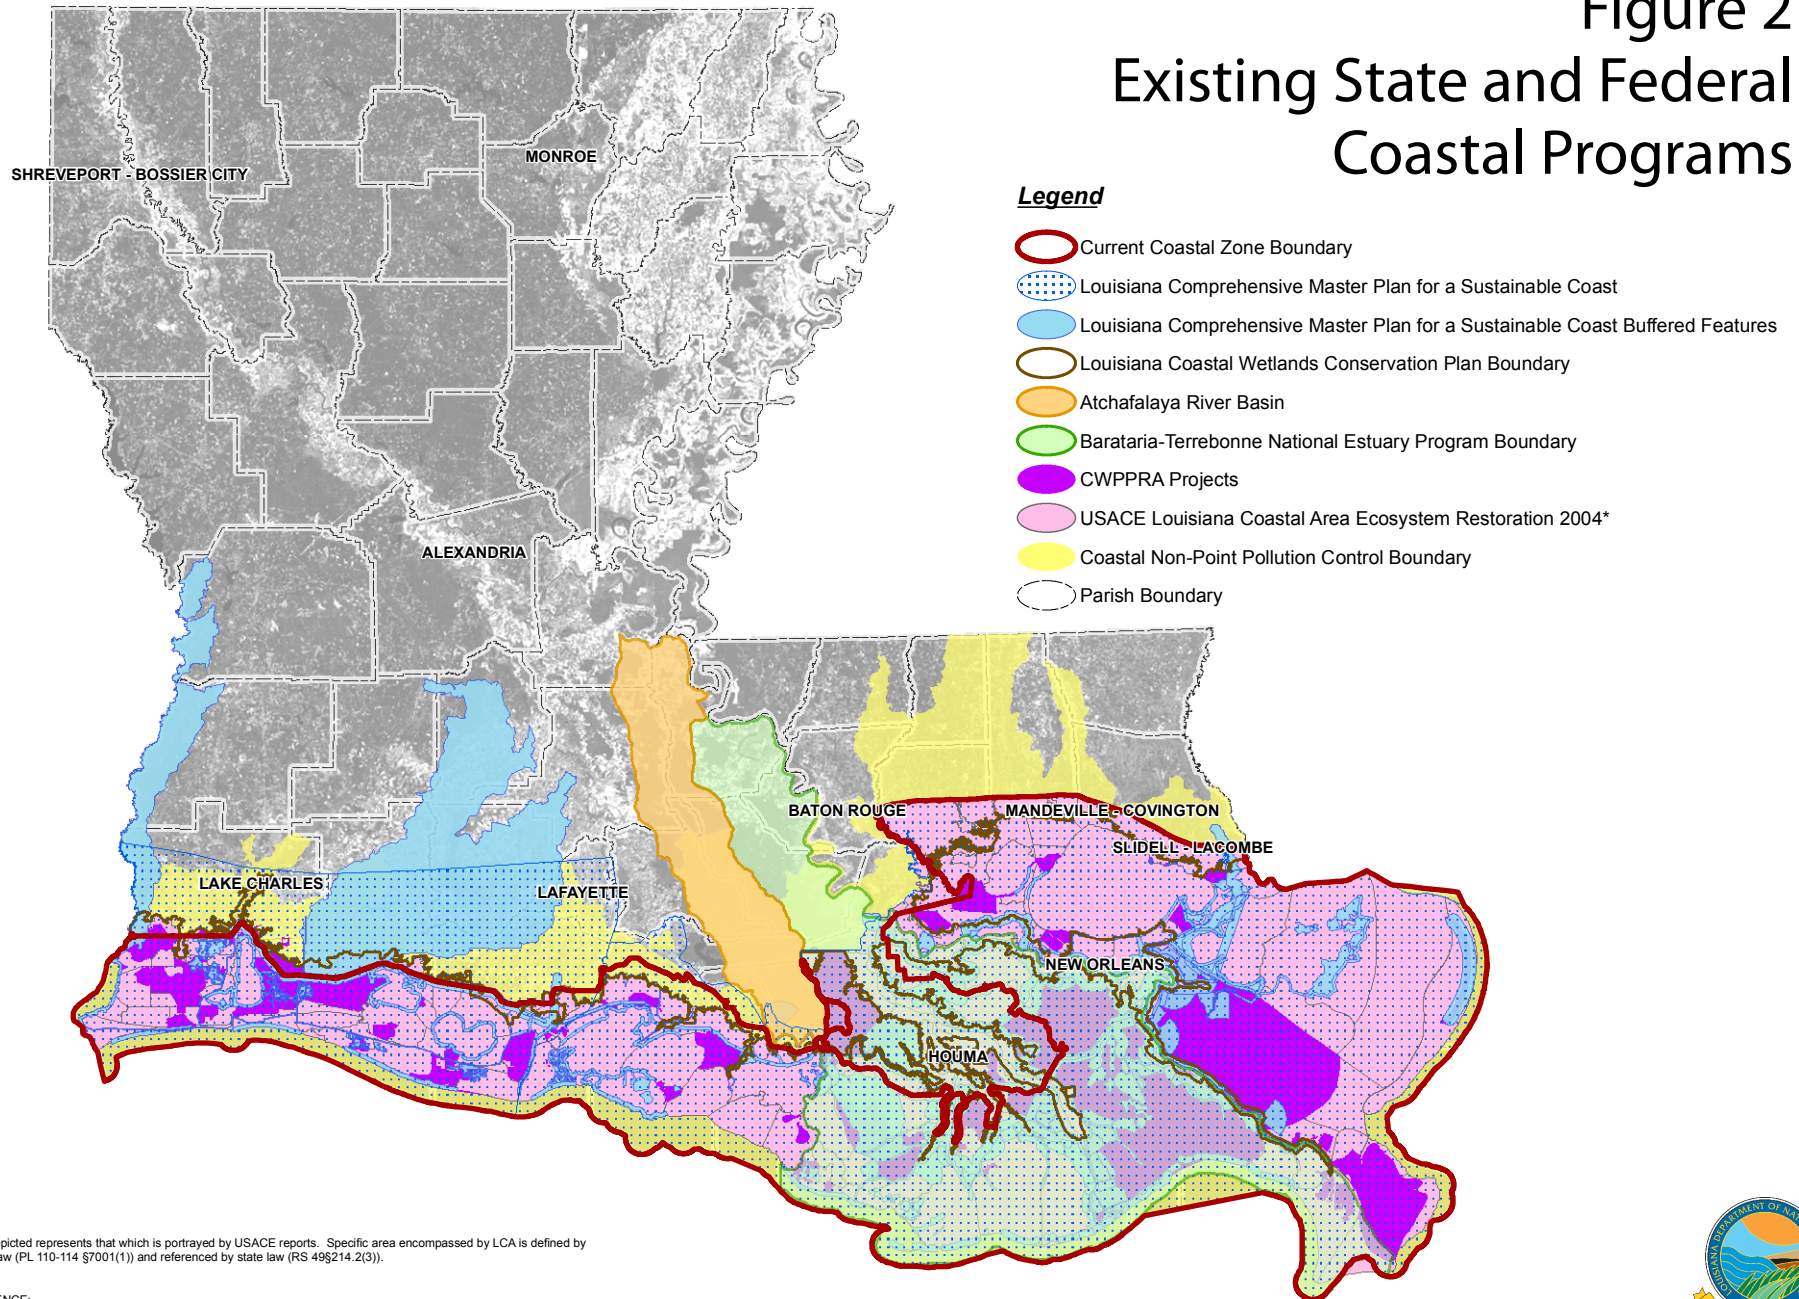 Figure 2
Existing State and Federal
Coastal Programs
Legend
Current Coastal Zone Boundary
Louisiana Comprehensive Master Plan for a Sustainable Coast
Louisiana Comprehensive Master Plan for a Sustainable Coast Buffered Features
Louisiana Coastal Wetlands Conservation Plan Boundary
Atchafalaya River Basin
Barataria-Terrebonne National Estuary Program Boundary
CWPPRA Projects
USACE Louisiana Coastal Area Ecosystem Restoration 2004*
Coastal Non-Point Pollution Control Boundary
Parish Boundary
SHREVEPORT - BOSSIER CITY
MONROE
ALEXANDRIA
BATON ROUGE
MANDEVILLE - COVINGTON
SLIDELL - LACOMBE
LAKE CHARLES
LAFAYETTE
NEW ORLEANS
HOUMA
epicted represents that which is portrayed by USACE reports. Specific area encompassed by LCA is defined by
aw (PL 110-114 §7001(1)) and referenced by state law (RS 49§214.2(3)).
LOUISIANA DEPARTMENT OF NAT